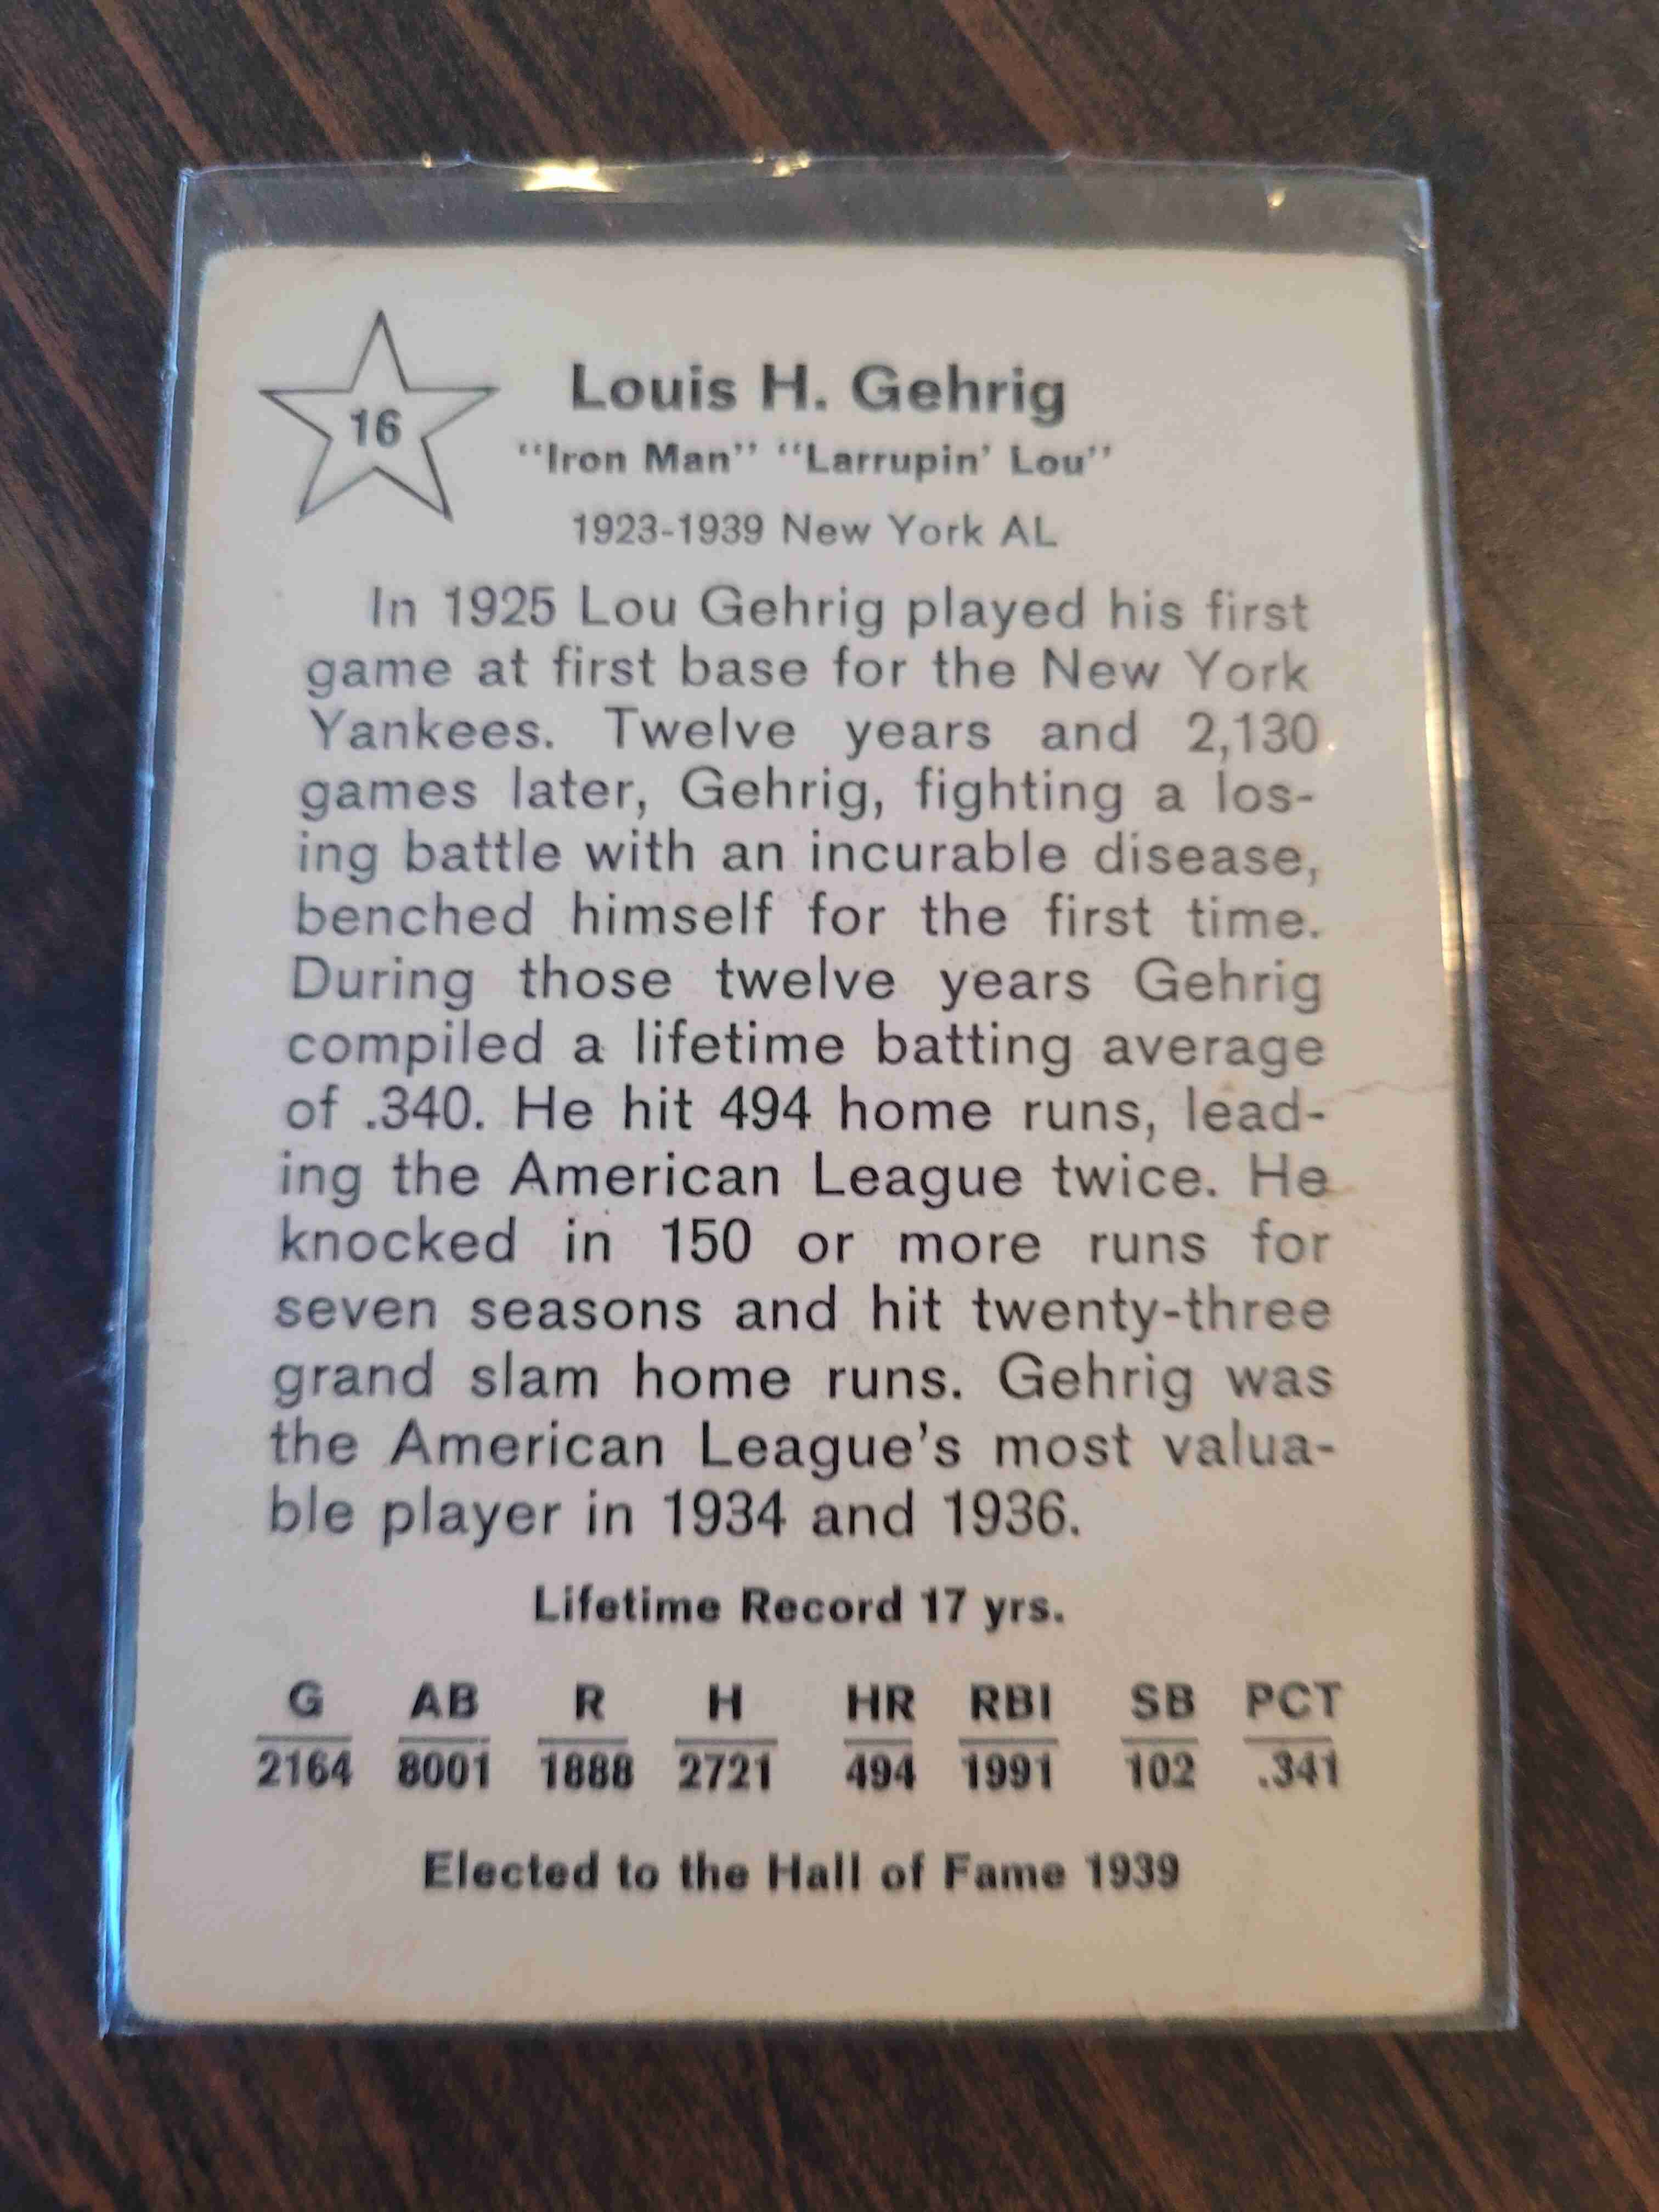 16
Louis H. Gehrig
"Iron Man" "Larrupin' Lou"
1923-1939 New York AL
In 1925 Lou Gehrig played his first
game at first base for the New York
Yankees. Twelve years and 2,130
games later, Gehrig, fighting a los-
ing battle with an incurable disease,
benched himself for the first time.
During those twelve years Gehrig
compiled a lifetime batting average
of .340. He hit 494 home runs, lead-
ing the American League twice. He
knocked in 150 or more runs for
seven seasons and hit twenty-three
grand slam home runs. Gehrig was
the American League's most valua-
ble player in 1934 and 1936.
Lifetime Record 17 yrs.
G AB R H HR RBI SB PCT
2164 8001 1888 2721 494 1991 102 .341
Elected to the Hall of Fame 1939